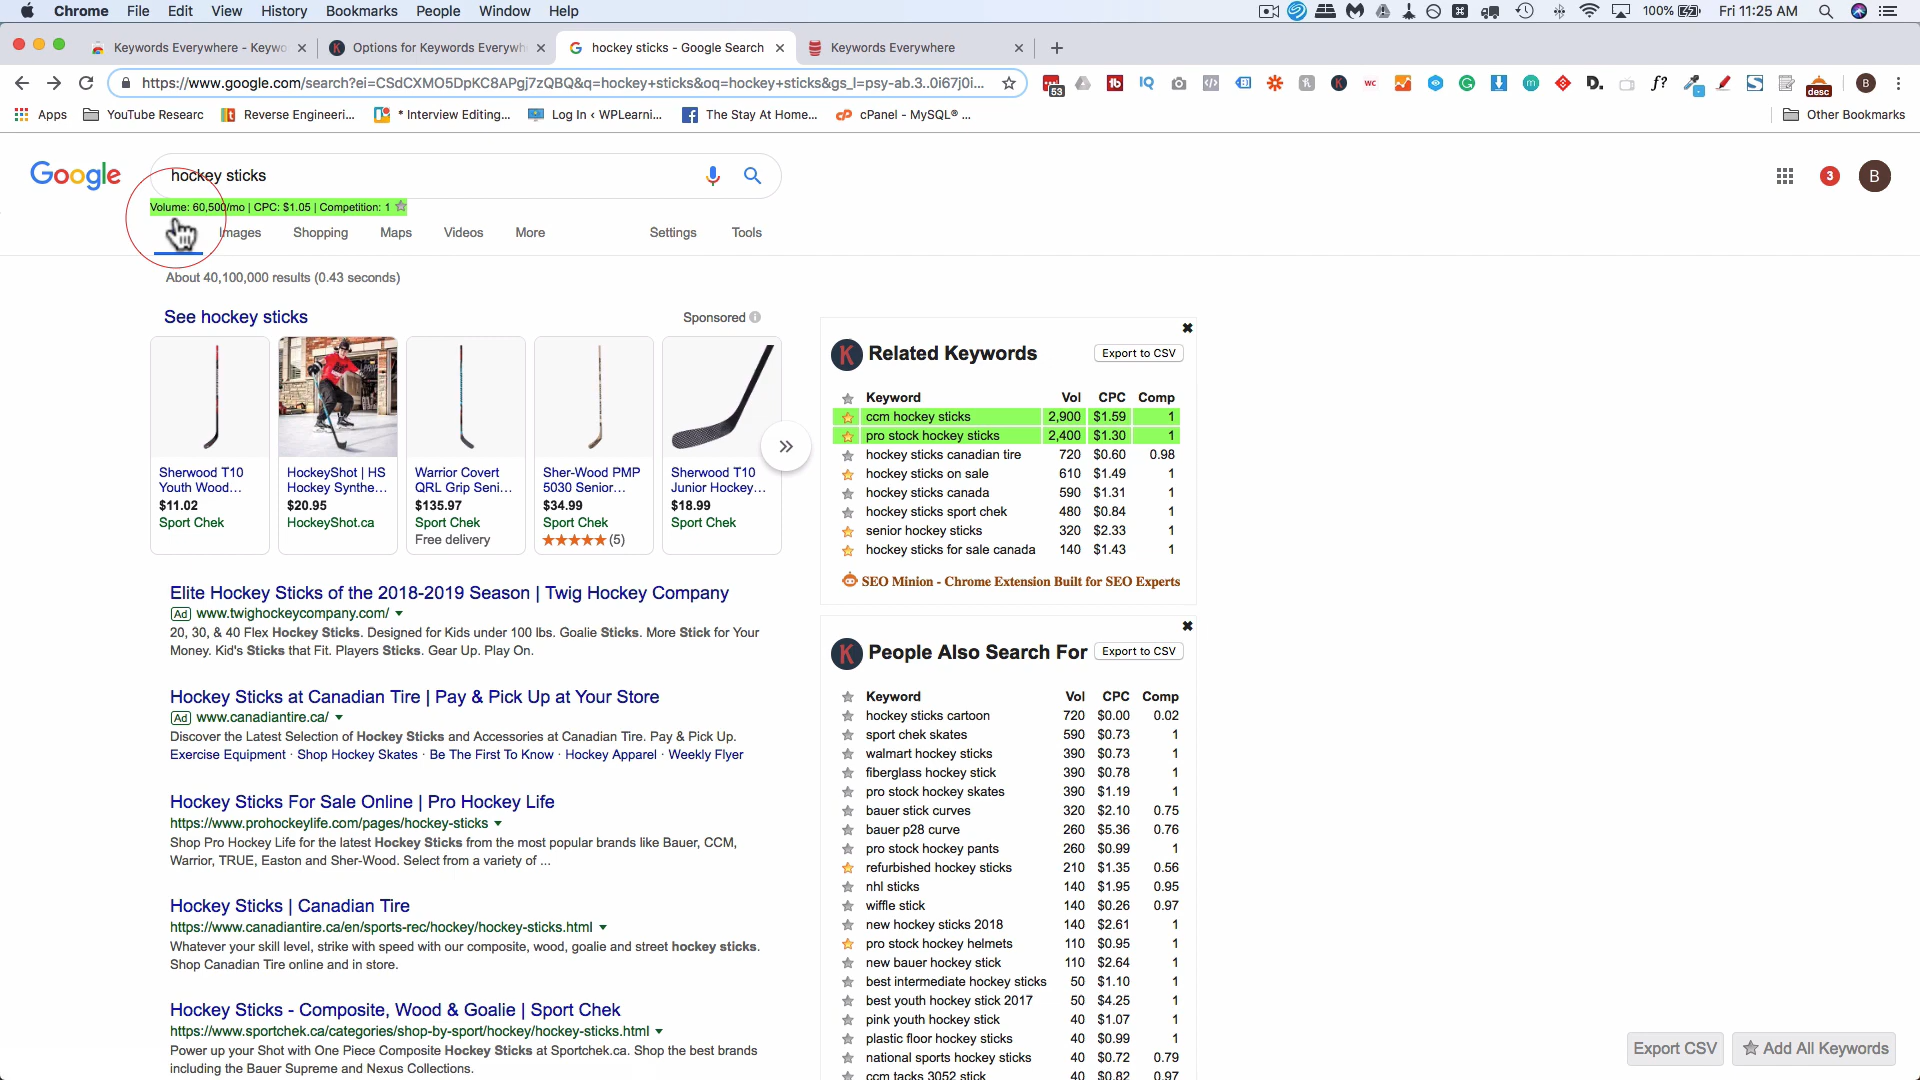 Chrome File Edit View History Bookmarks People Window Help 100% Fri 11:25 AM
Keywords Everywhere - Keywo Options for Keywords Everywh hockey sticks - Google Search Keywords Everywhere
https://www.google.com/search?ei=CSdCXMO5DpKC8APgj7zQBQ&q=hockey+sticks&oq=hockey+sticks&gs_l=psy-ab.3..0i67j0i... 53 desc B
Apps YouTube Researc Reverse Engineeri... * Interview Editing... Log In ‹ WPLearni... The Stay At Home... cPanel - MySQL® ... Other Bookmarks
Google hockey sticks 3 B
Volume: 60,500/mo | CPC: $1.05 | Competition: 1
Images Shopping Maps Videos More Settings Tools
About 40,100,000 results (0.43 seconds)
See hockey sticks Sponsored
Sherwood T10
Youth Wood...
$11.02
Sport Chek
HockeyShot | HS
Hockey Synthe...
$20.95
HockeyShot.ca
Warrior Covert
QRL Grip Seni...
$135.97
Sport Chek
Free delivery
Sher-Wood PMP
5030 Senior...
$34.99
Sport Chek
★★★★★ (5)
Sherwood T10
Junior Hockey...
$18.99
Sport Chek
Elite Hockey Sticks of the 2018-2019 Season | Twig Hockey Company
Ad www.twighockeycompany.com/
20, 30, & 40 Flex Hockey Sticks. Designed for Kids under 100 lbs. Goalie Sticks. More Stick for Your
Money. Kid's Sticks that Fit. Players Sticks. Gear Up. Play On.
Hockey Sticks at Canadian Tire | Pay & Pick Up at Your Store
Ad www.canadiantire.ca/
Discover the Latest Selection of Hockey Sticks and Accessories at Canadian Tire. Pay & Pick Up.
Exercise Equipment · Shop Hockey Skates · Be The First To Know · Hockey Apparel · Weekly Flyer
Hockey Sticks For Sale Online | Pro Hockey Life
https://www.prohockeylife.com/pages/hockey-sticks
Shop Pro Hockey Life for the latest Hockey Sticks from the most popular brands like Bauer, CCM,
Warrior, TRUE, Easton and Sher-Wood. Select from a variety of ...
Hockey Sticks | Canadian Tire
https://www.canadiantire.ca/en/sports-rec/hockey/hockey-sticks.html
Whatever your skill level, strike with speed with our composite, wood, goalie and street hockey sticks.
Shop Canadian Tire online and in store.
Hockey Sticks - Composite, Wood & Goalie | Sport Chek
https://www.sportchek.ca/categories/shop-by-sport/hockey/hockey-sticks.html
Power up your Shot with One Piece Composite Hockey Sticks at Sportchek.ca. Shop the best brands
including the Bauer Supreme and Nexus Collections.
K Related Keywords Export to CSV
Keyword Vol CPC Comp
ccm hockey sticks 2,900 $1.59 1
pro stock hockey sticks 2,400 $1.30 1
hockey sticks canadian tire 720 $0.60 0.98
hockey sticks on sale 610 $1.49 1
hockey sticks canada 590 $1.31 1
hockey sticks sport chek 480 $0.84 1
senior hockey sticks 320 $2.33 1
hockey sticks for sale canada 140 $1.43 1
SEO Minion - Chrome Extension Built for SEO Experts
K People Also Search For Export to CSV
Keyword Vol CPC Comp
hockey sticks cartoon 720 $0.00 0.02
sport chek skates 590 $0.73 1
walmart hockey sticks 390 $0.73 1
fiberglass hockey stick 390 $0.78 1
pro stock hockey skates 390 $1.19 1
bauer stick curves 320 $2.10 0.75
bauer p28 curve 260 $5.36 0.76
pro stock hockey pants 260 $0.99 1
refurbished hockey sticks 210 $1.35 0.56
nhl sticks 140 $1.95 0.95
wiffle stick 140 $0.26 0.97
new hockey sticks 2018 140 $2.61 1
pro stock hockey helmets 110 $0.95 1
new bauer hockey stick 110 $2.64 1
best intermediate hockey sticks 50 $1.10 1
best youth hockey stick 2017 50 $4.25 1
pink youth hockey stick 40 $1.07 1
plastic floor hockey sticks 40 $0.99 1
national sports hockey sticks 40 $0.72 0.79
ccm tacks 3052 stick 40 $0.82 0.97
Export CSV Add All Keywords